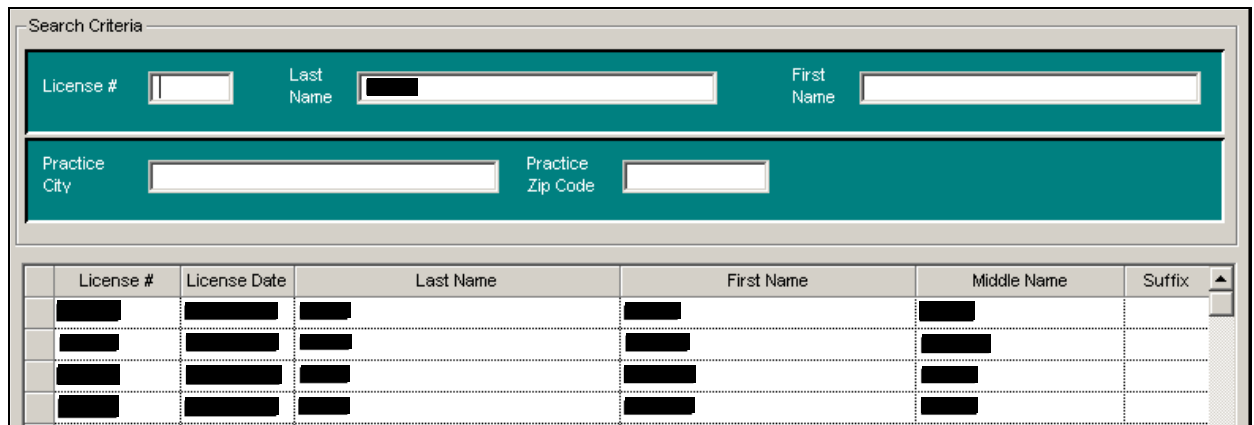 Search Criteria
License # Last Name First Name
Practice City Practice Zip Code
License # License Date Last Name First Name Middle Name Suffix